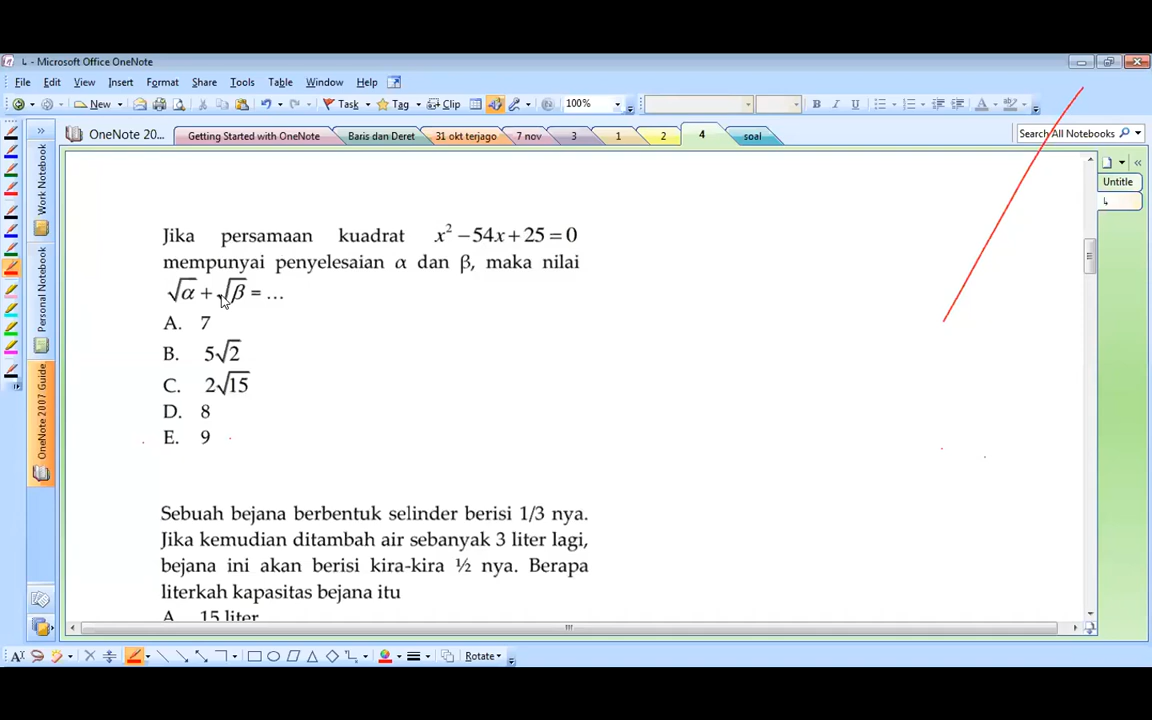 ↳ - Microsoft Office OneNote
File Edit View Insert Format Share Tools Table Window Help
New Task Tag Clip 100% B I U
OneNote 20... Getting Started with OneNote Baris dan Deret 31 okt terjago 7 nov 3 1 2 4 soal Search All Notebooks
Work Notebook
Personal Notebook
OneNote 2007 Guide
Untitle
↳
Jika persamaan kuadrat x² − 54x + 25 = 0
mempunyai penyelesaian α dan β, maka nilai
√α + √β = …
A. 7
B. 5√2
C. 2√15
D. 8
E. 9
Sebuah bejana berbentuk selinder berisi 1/3 nya.
Jika kemudian ditambah air sebanyak 3 liter lagi,
bejana ini akan berisi kira-kira ½ nya. Berapa
literkah kapasitas bejana itu
A. 15 liter
Rotate